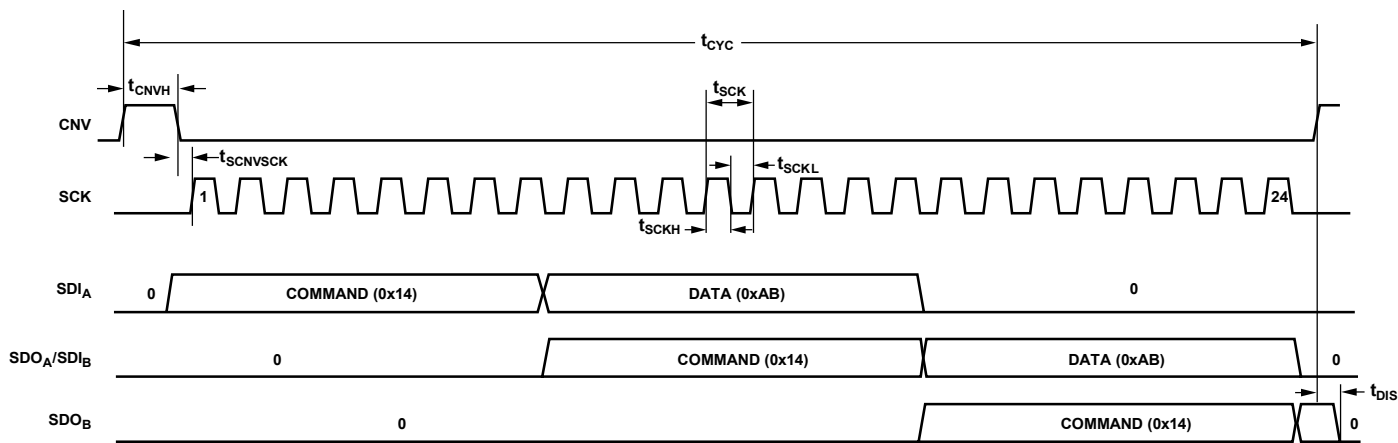 tCYC
tCNVH
tSCK
CNV
tSCNVSCK
tSCKL
SCK
1
24
tSCKH
SDIA
0
COMMAND (0x14)
DATA (0xAB)
0
SDOA/SDIB
0
COMMAND (0x14)
DATA (0xAB)
0
tDIS
SDOB
0
COMMAND (0x14)
0